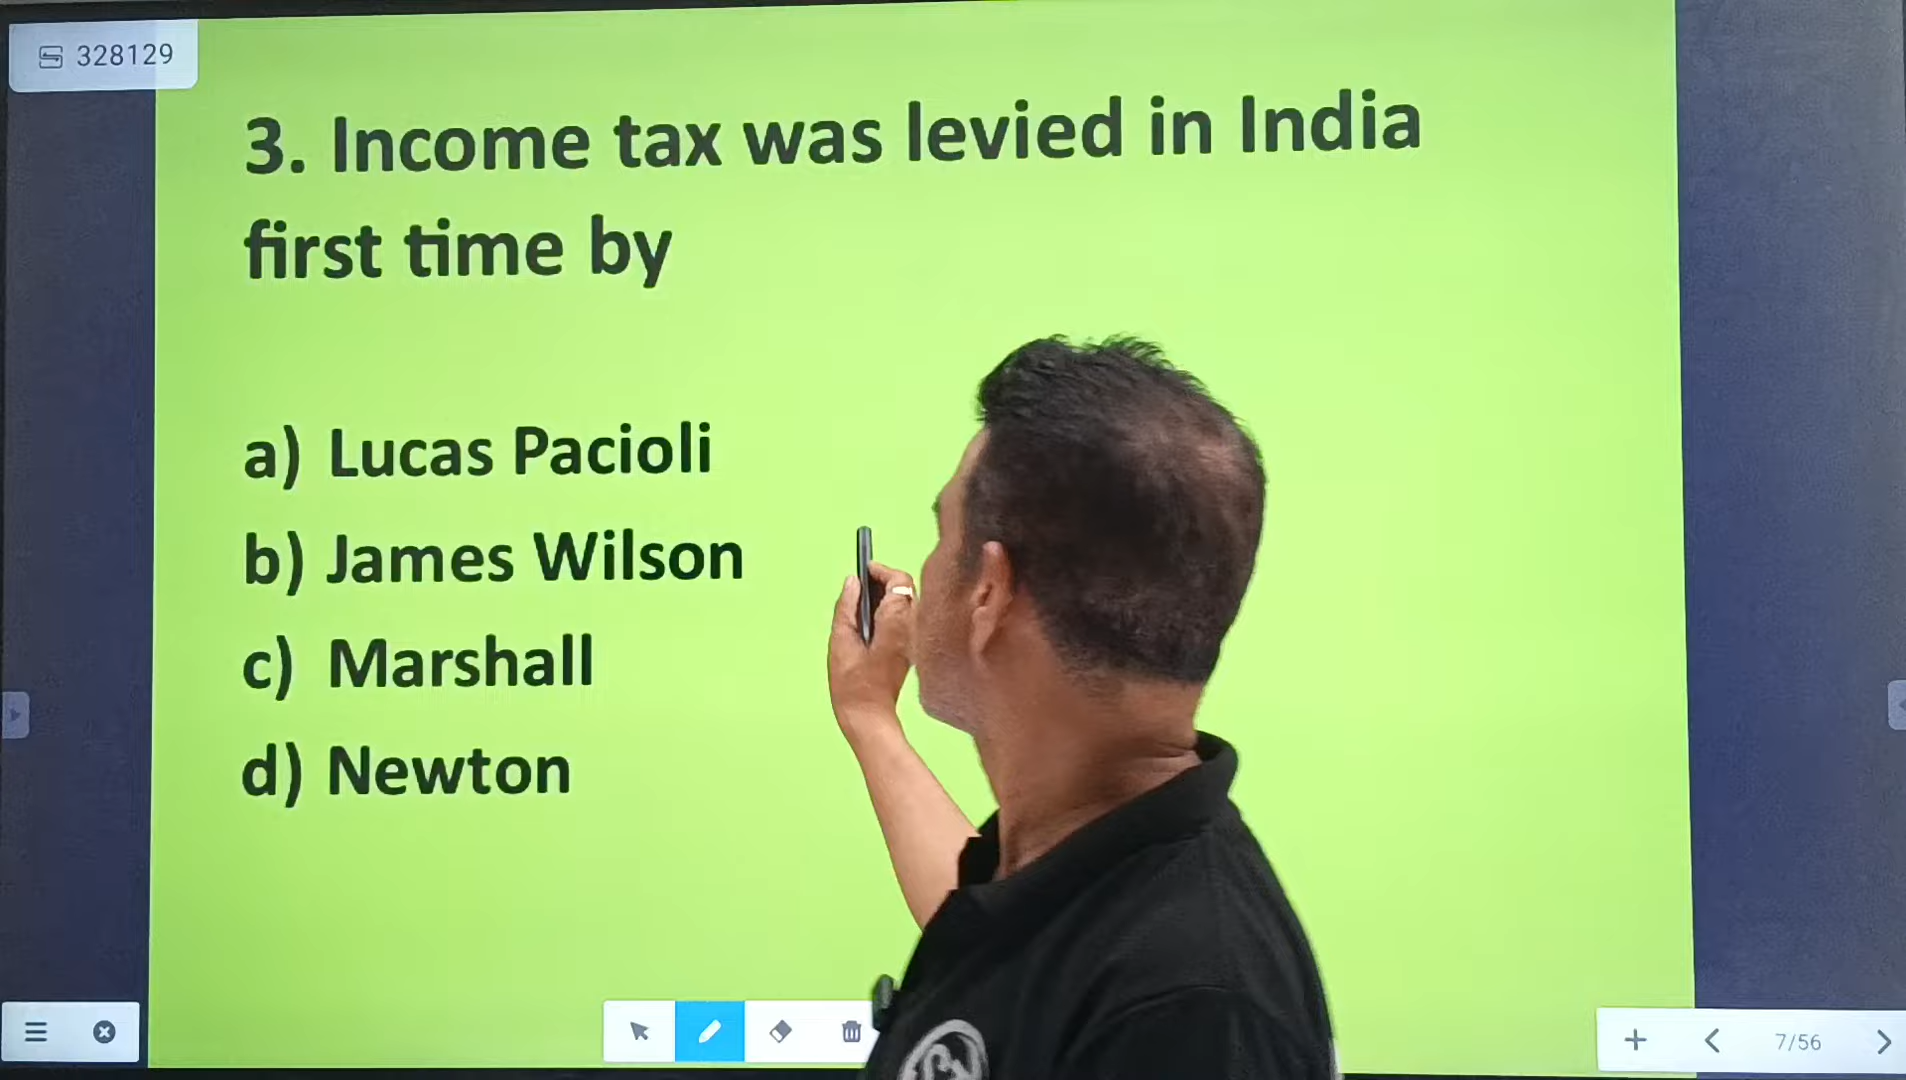 328129
3. Income tax was levied in India
first time by
a) Lucas Pacioli
b) James Wilson
c) Marshall
d) Newton
7/56